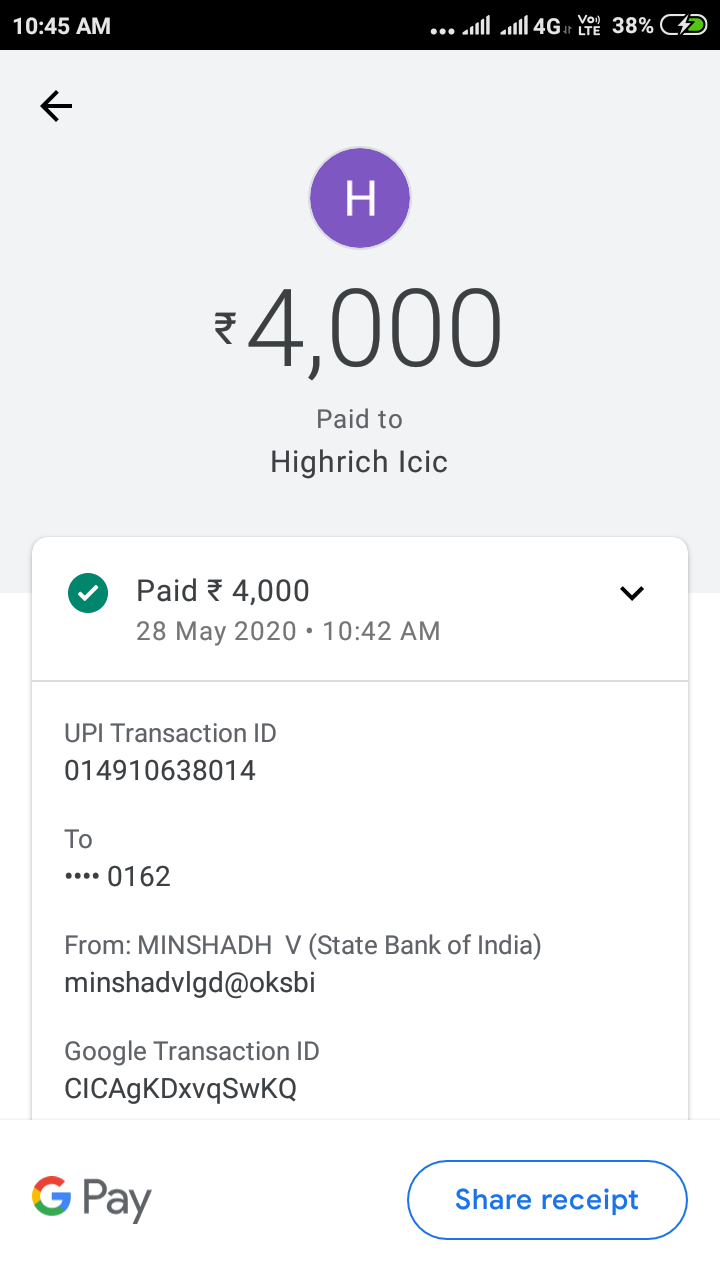 10:45 AM
4G VoLTE 38%
H
₹4,000
Paid to
Highrich Icic
Paid ₹ 4,000
28 May 2020 • 10:42 AM
UPI Transaction ID
014910638014
To
•••• 0162
From: MINSHADH V (State Bank of India)
minshadvlgd@oksbi
Google Transaction ID
CICAgKDxvqSwKQ
G Pay
Share receipt